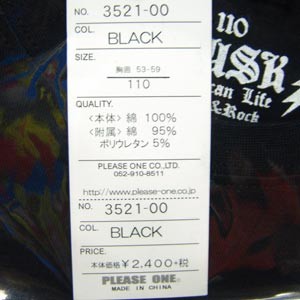 NO. 3521-00
COL. BLACK
SIZE.
胸囲 53-59
110
QUALITY.
<本体> 綿 100%
<附属> 綿 95%
ポリウレタン 5%
PLEASE ONE CO.,LTD.
052-910-8511
http://www.please-one.co.jp
NO. 3521-00
COL. BLACK
PRICE.
本体価格 ¥2,400+税
PLEASE ONE
MADE IN CHINA
110
USK
can Life
&Rock